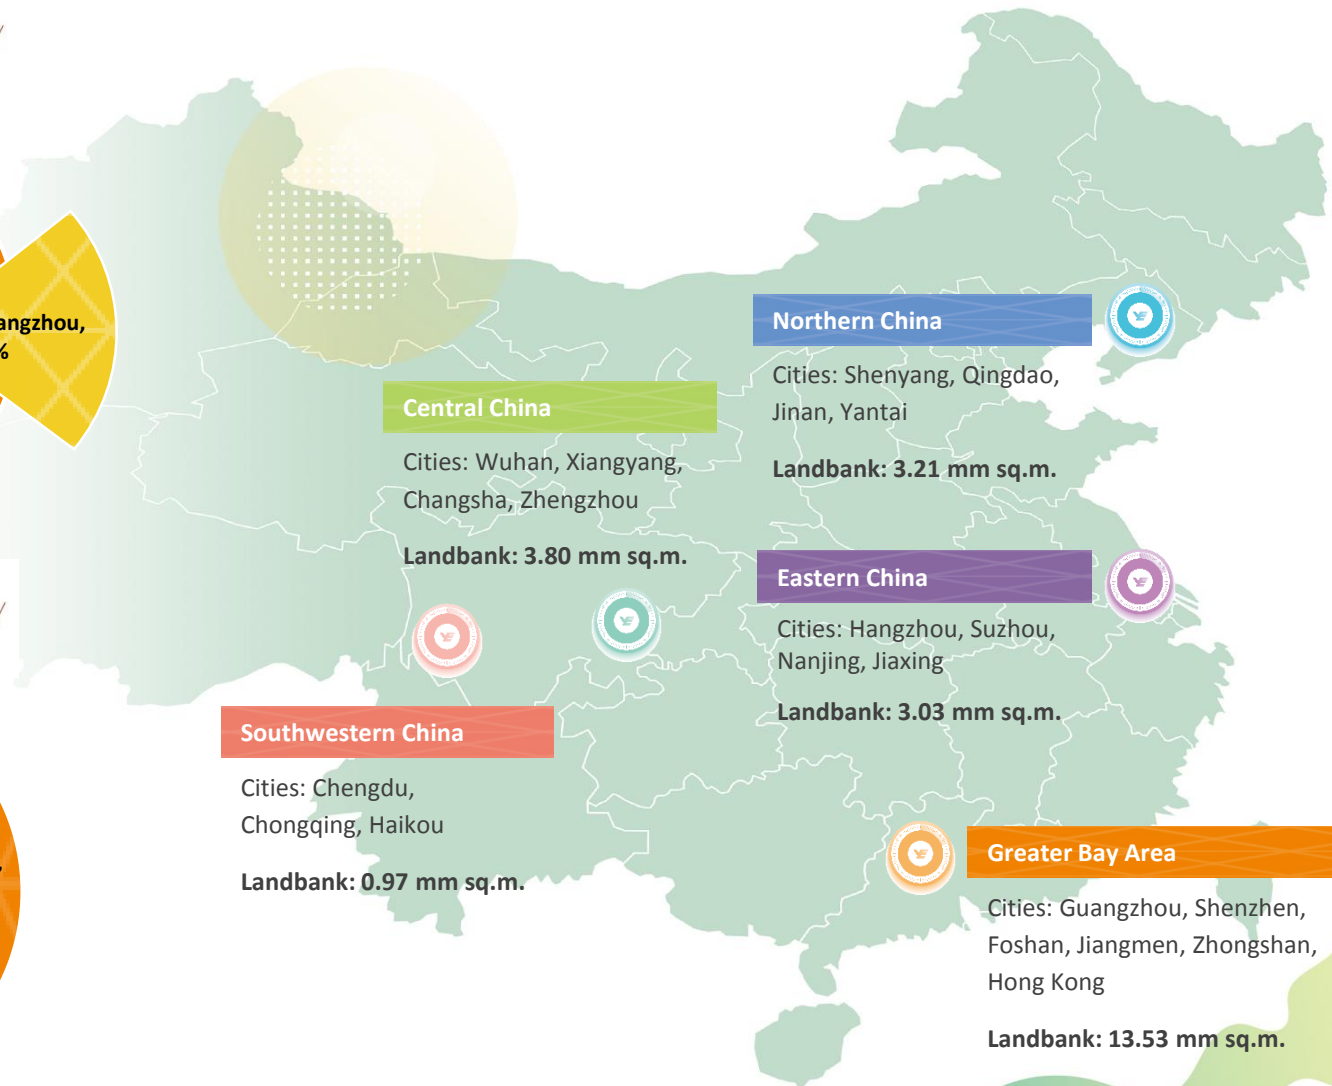 angzhou,
%
Northern China
Cities: Shenyang, Qingdao,
Jinan, Yantai
Landbank: 3.21 mm sq.m.
Central China
Cities: Wuhan, Xiangyang,
Changsha, Zhengzhou
Landbank: 3.80 mm sq.m.
Eastern China
Cities: Hangzhou, Suzhou,
Nanjing, Jiaxing
Landbank: 3.03 mm sq.m.
Southwestern China
Cities: Chengdu,
Chongqing, Haikou
Landbank: 0.97 mm sq.m.
Greater Bay Area
Cities: Guangzhou, Shenzhen,
Foshan, Jiangmen, Zhongshan,
Hong Kong
Landbank: 13.53 mm sq.m.